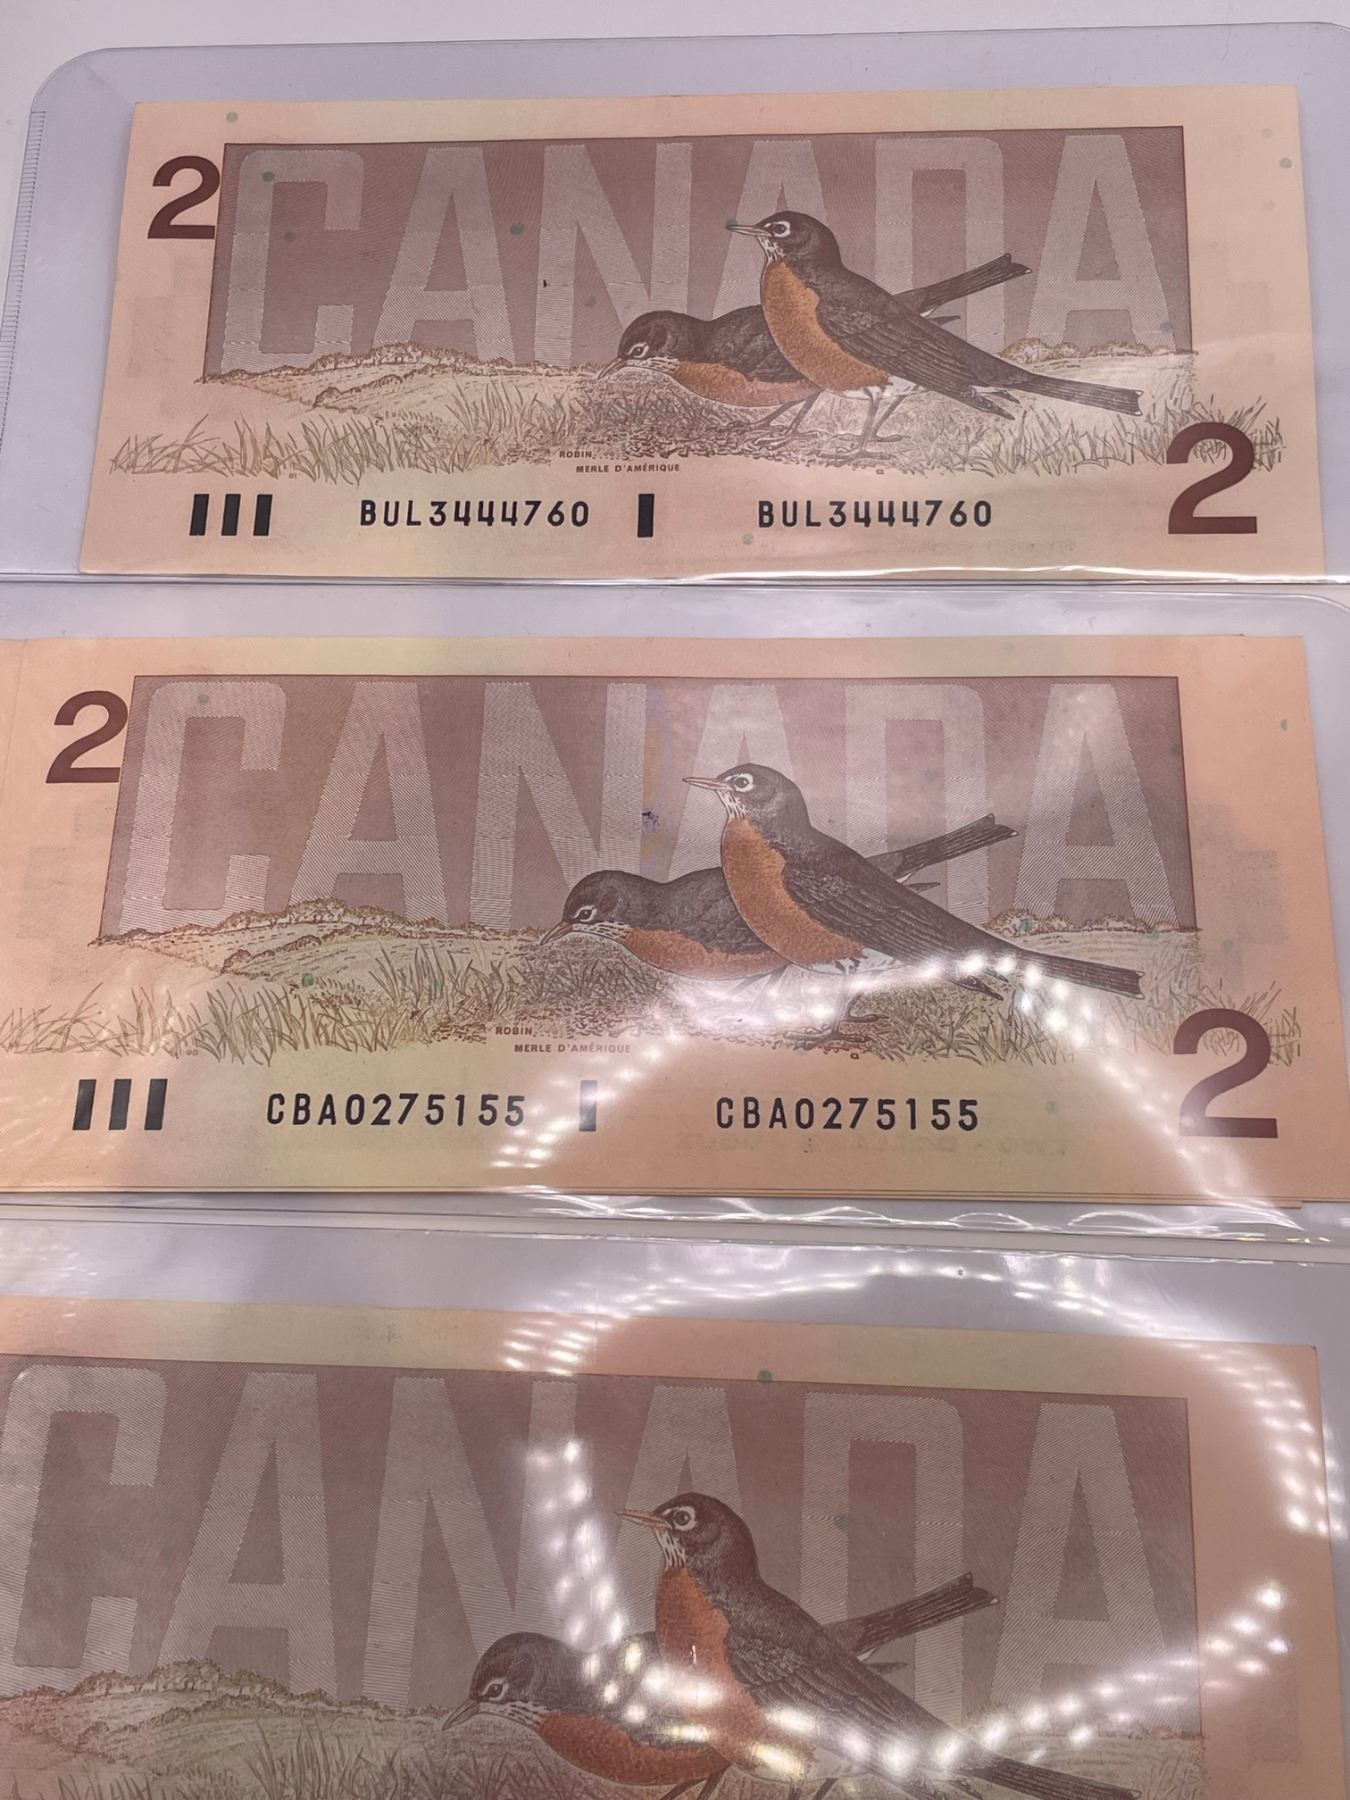 CANADA
2
ROBIN
MERLE D'AMÉRIQUE
BUL3444760 BUL3444760
2
CANADA
2
ROBIN
MERLE D'AMÉRIQUE
CBA0275155 CBA0275155
2
CANADA